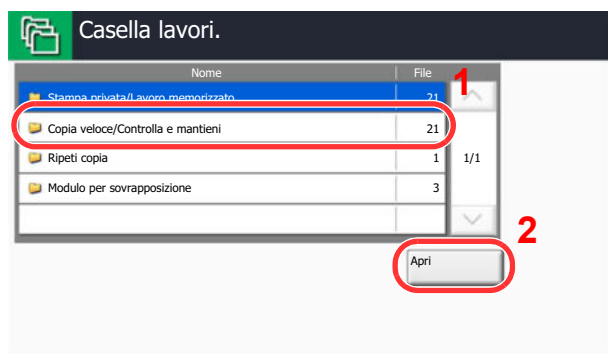 Casella lavori.
Nome File
1
Stampa privata/Lavoro memorizzato 21
Copia veloce/Controlla e mantieni 21
Ripeti copia 1 1/1
Modulo per sovrapposizione 3
2
Apri